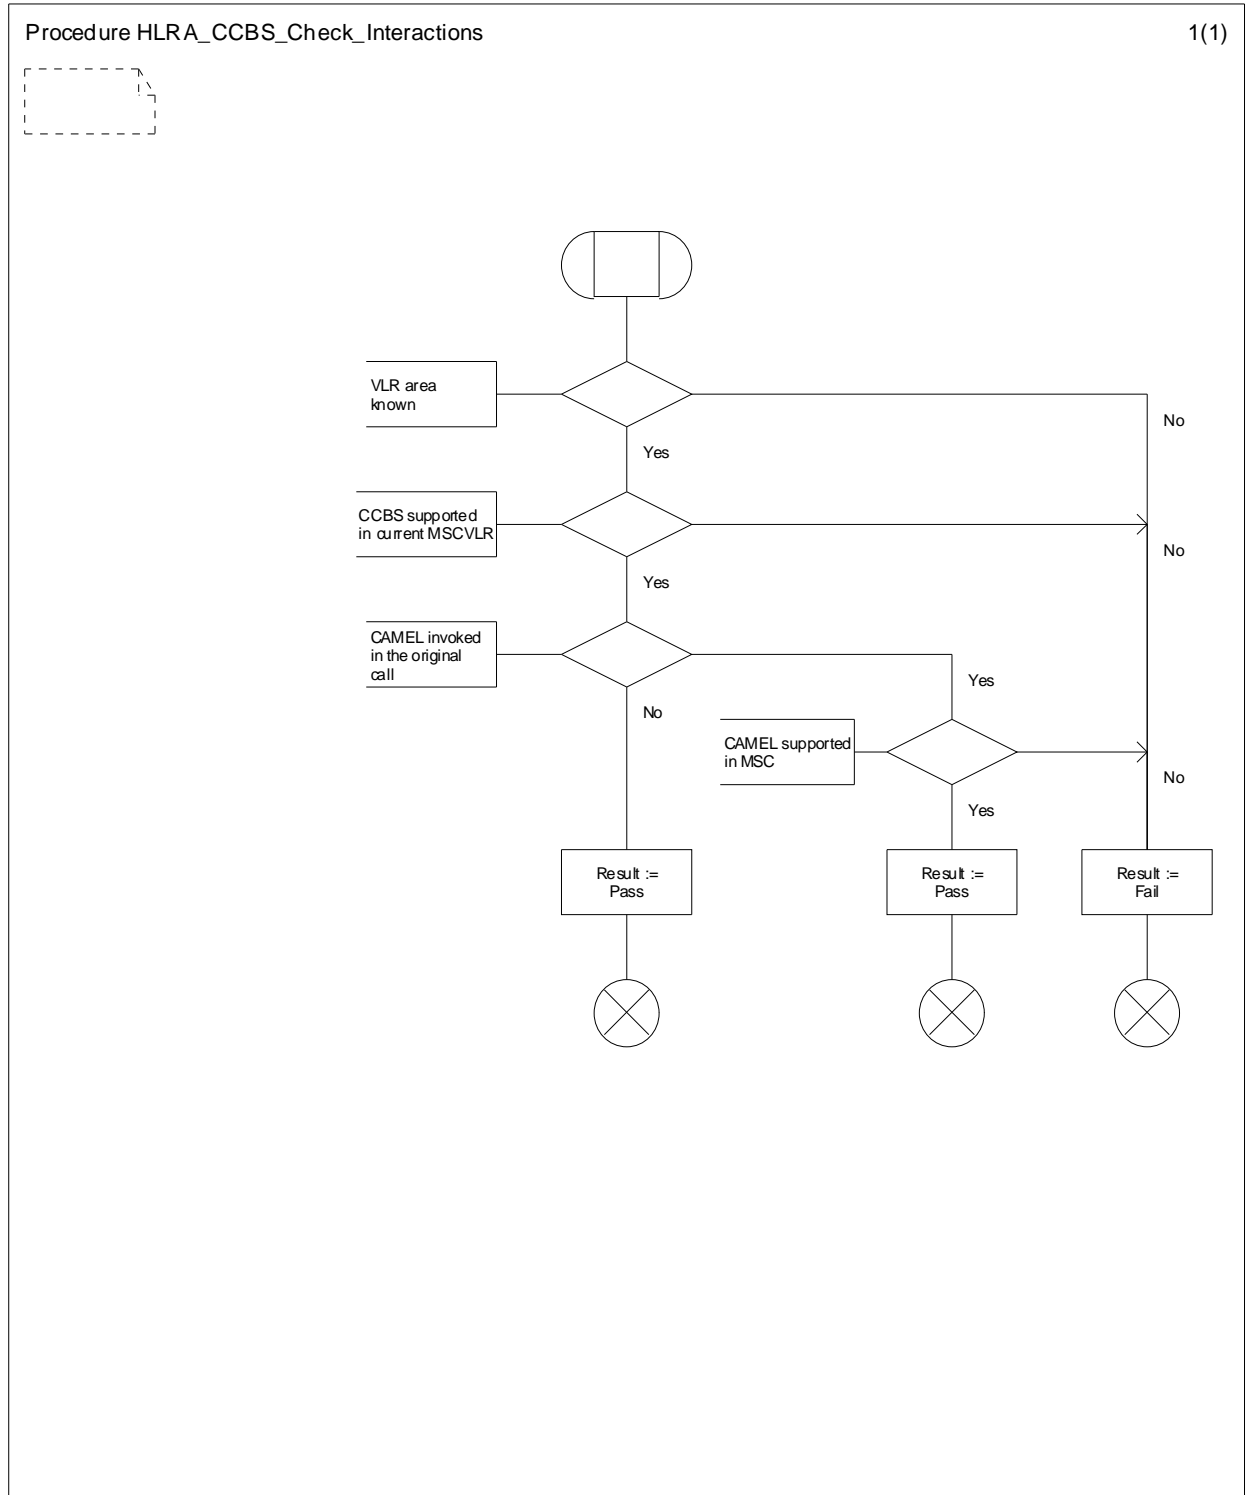 Procedure HLRA_CCBS_Check_Interactions
1(1)
VLR area
known
No
Yes
CCBS supported
in current MSCVLR
No
Yes
CAMEL invoked
in the original
call
Yes
No
CAMEL supported
in MSC
No
Yes
Result :=
Pass
Result :=
Pass
Result :=
Fail